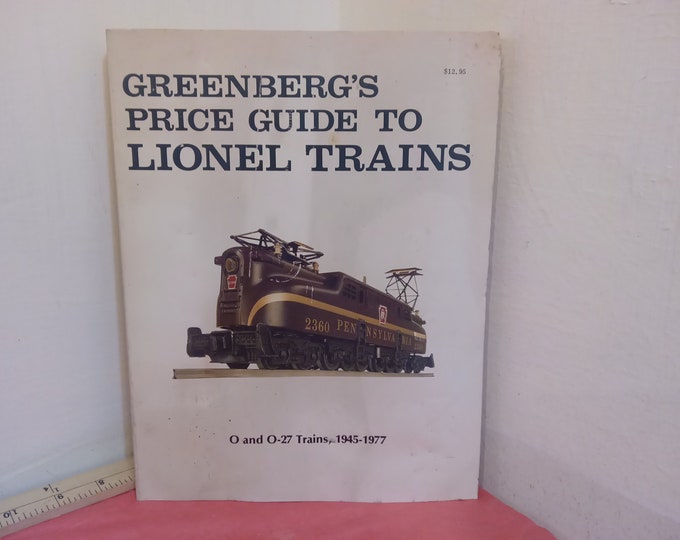 $12.95
GREENBERG'S
PRICE GUIDE TO
LIONEL TRAINS
2360 PENNSYLVANIA
O and O-27 Trains, 1945-1977